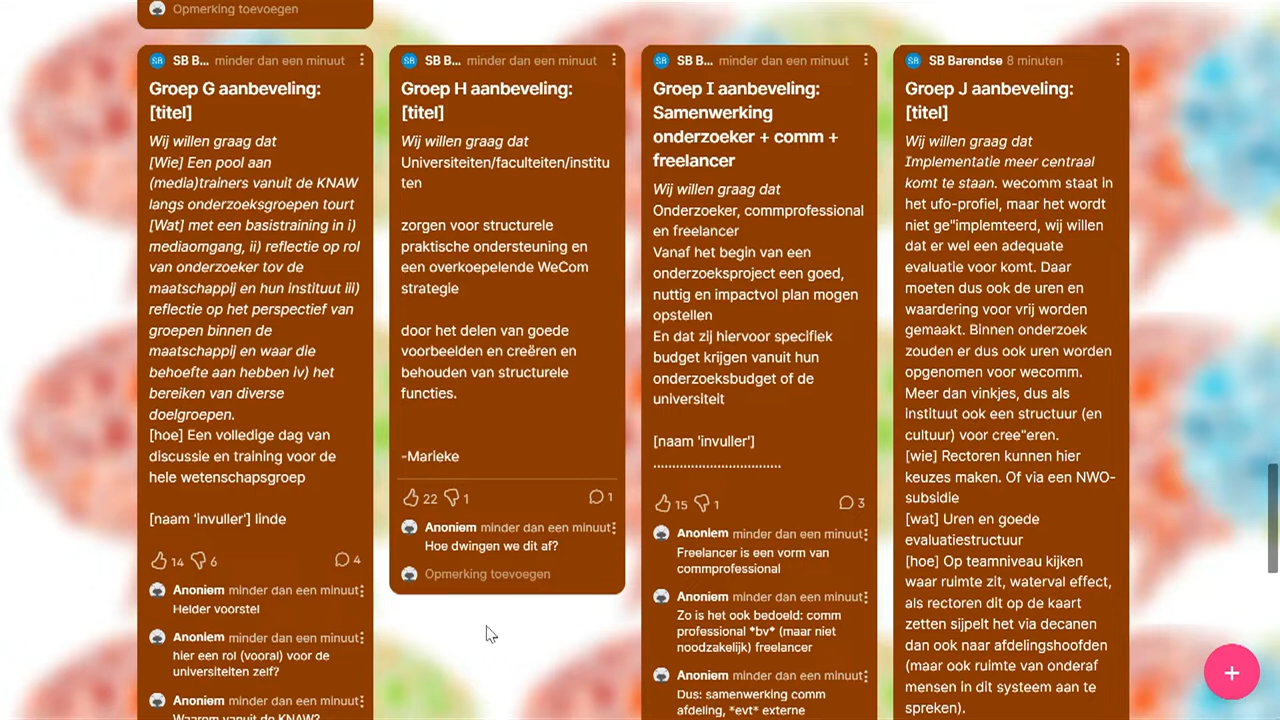 Opmerking toevoegen
SB B... minder dan een minuut
Groep G aanbeveling:
[titel]
Wij willen graag dat
[Wie] Een pool aan
(media)trainers vanuit de KNAW
langs onderzoeksgroepen tourt
[Wat] met een basistraining in i)
mediaomgang, ii) reflectie op rol
van onderzoeker tov de
maatschappij en hun instituut iii)
reflectie op het perspectief van
groepen binnen de
maatschappij en waar die
behoefte aan hebben iv) het
bereiken van diverse
doelgroepen.
[hoe] Een volledige dag van
discussie en training voor de
hele wetenschapsgroep
[naam 'invuller'] linde
14 6 4
Anoniem minder dan een minuut
Helder voorstel
Anoniem minder dan een minuut
hier een rol (vooral) voor de
universiteiten zelf?
Anoniem minder dan een minuut
Waarom vanuit de KNAW?
SB B... minder dan een minuut
Groep H aanbeveling:
[titel]
Wij willen graag dat
Universiteiten/faculteiten/institu
ten
zorgen voor structurele
praktische ondersteuning en
een overkoepelende WeCom
strategie
door het delen van goede
voorbeelden en creëren en
behouden van structurele
functies.
-Marieke
22 1 1
Anoniem minder dan een minuut
Hoe dwingen we dit af?
Opmerking toevoegen
SB B... minder dan een minuut
Groep I aanbeveling:
Samenwerking
onderzoeker + comm +
freelancer
Wij willen graag dat
Onderzoeker, commprofessional
en freelancer
Vanaf het begin van een
onderzoeksproject een goed,
nuttig en impactvol plan mogen
opstellen
En dat zij hiervoor specifiek
budget krijgen vanuit hun
onderzoeksbudget of de
universiteit
[naam 'invuller']
..................................
15 1 3
Anoniem minder dan een minuut
Freelancer is een vorm van
commprofessional
Anoniem minder dan een minuut
Zo is het ook bedoeld: comm
professional *bv* (maar niet
noodzakelijk) freelancer
Anoniem minder dan een minuut
Dus: samenwerking comm
afdeling, *evt* externe
SB Barendse 8 minuten
Groep J aanbeveling:
[titel]
Wij willen graag dat
Implementatie meer centraal
komt te staan. wecomm staat in
het ufo-profiel, maar het wordt
niet ge"implemteerd, wij willen
dat er wel een adequate
evaluatie voor komt. Daar
moeten dus ook de uren en
waardering voor vrij worden
gemaakt. Binnen onderzoek
zouden er dus ook uren worden
opgenomen voor wecomm.
Meer dan vinkjes, dus als
instituut ook een structuur (en
cultuur) voor cree"eren.
[wie] Rectoren kunnen hier
keuzes maken. Of via een NWO-
subsidie
[wat] Uren en goede
evaluatiestructuur
[hoe] Op teamniveau kijken
waar ruimte zit, waterval effect,
als rectoren dit op de kaart
zetten sijpelt het via decanen
dan ook naar afdelingshoofden
(maar ook ruimte van onderaf
mensen in dit systeem aan te
spreken).